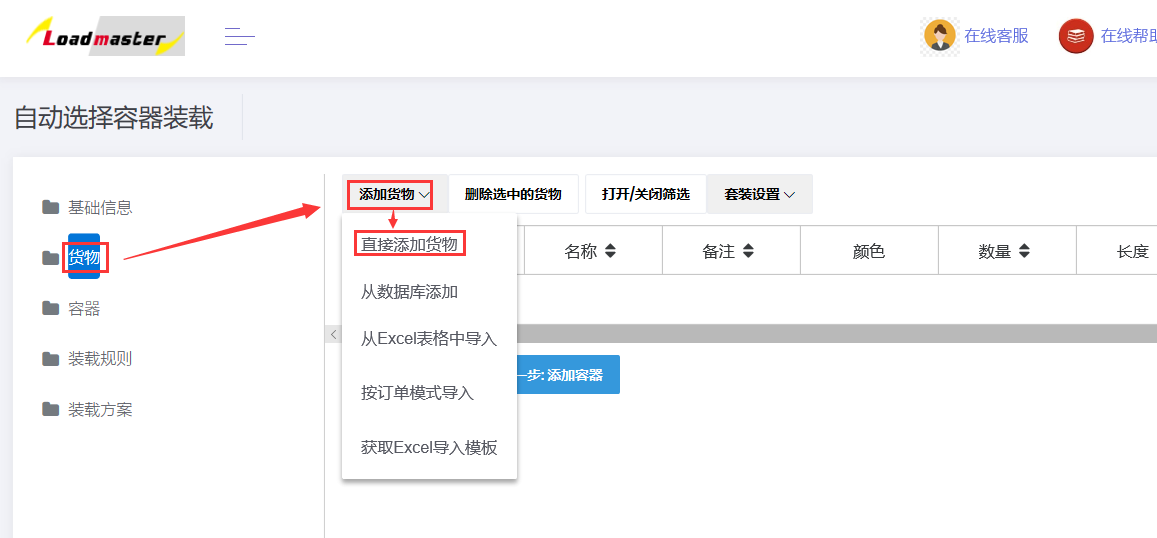 Loadmaster
在线客服
在线帮助
自动选择容器装载
基础信息
货物
容器
装载规则
装载方案
添加货物
删除选中的货物
打开/关闭筛选
套装设置
直接添加货物
从数据库添加
从Excel表格中导入
按订单模式导入
获取Excel导入模板
名称
备注
颜色
数量
长度
一步: 添加容器